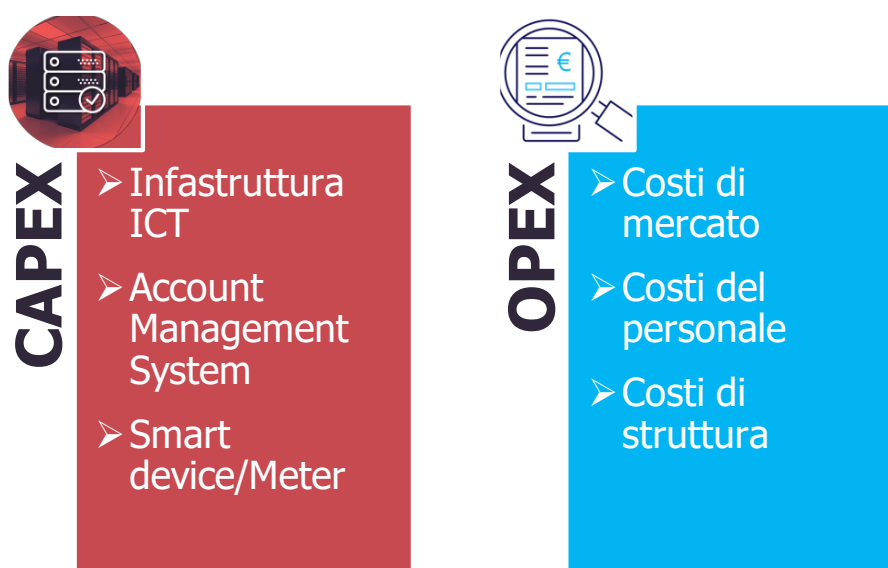 CAPEX
➢ Infastruttura
ICT
➢ Account
Management
System
➢ Smart
device/Meter
€
OPEX
➢ Costi di
mercato
➢ Costi del
personale
➢ Costi di
struttura